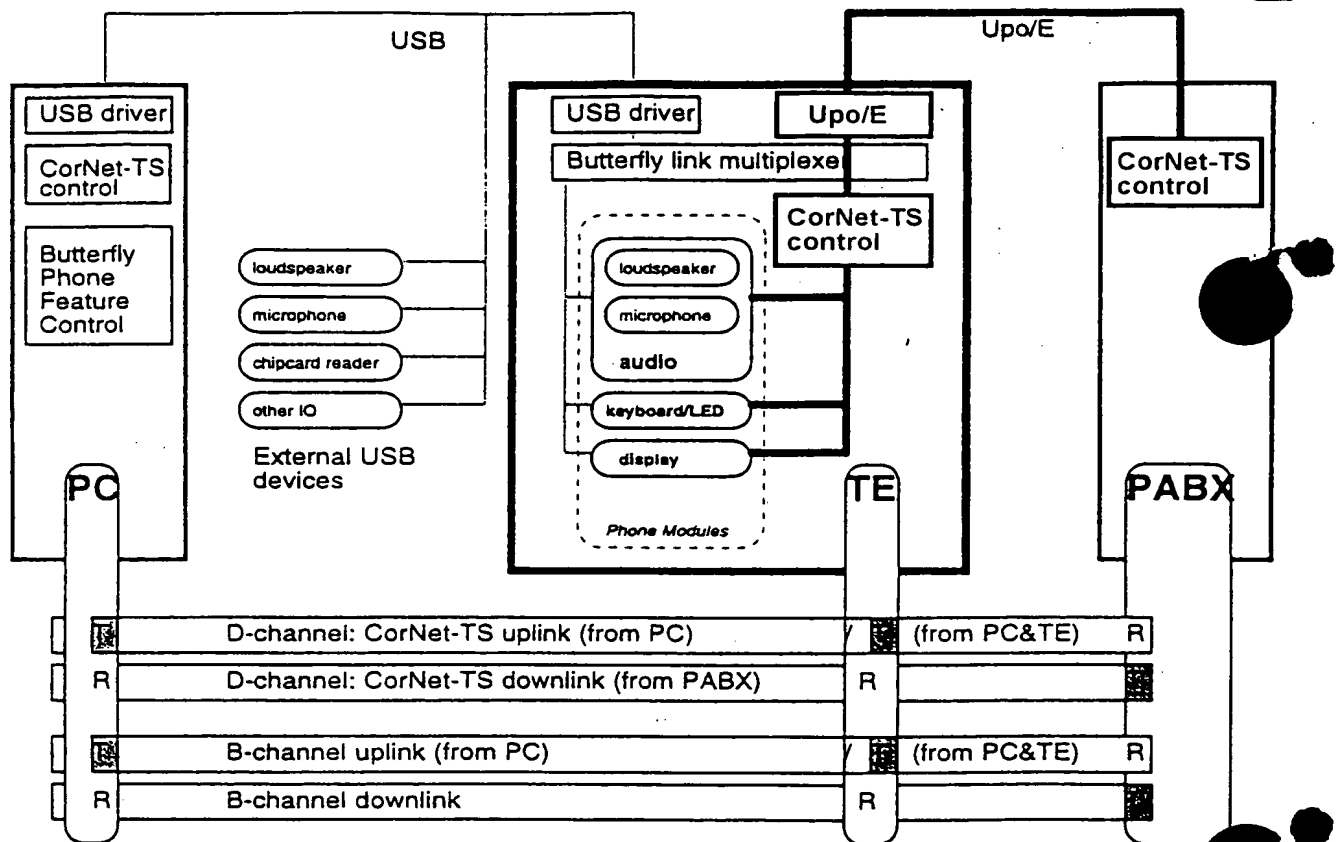 USB
Upo/E
USB driver
CorNet-TS
control
Butterfly
Phone
Feature
Control
loudspeaker
microphone
chipcard reader
other IO
External USB
devices
USB driver
Upo/E
Butterfly link multiplexer
CorNet-TS
control
loudspeaker
microphone
audio
keyboard/LED
display
Phone Modules
CorNet-TS
control
PC
TE
PABX
T D-channel: CorNet-TS uplink (from PC) / (from PC&TE) R
R D-channel: CorNet-TS downlink (from PABX) R
T B-channel uplink (from PC) / (from PC&TE) R
R B-channel downlink R